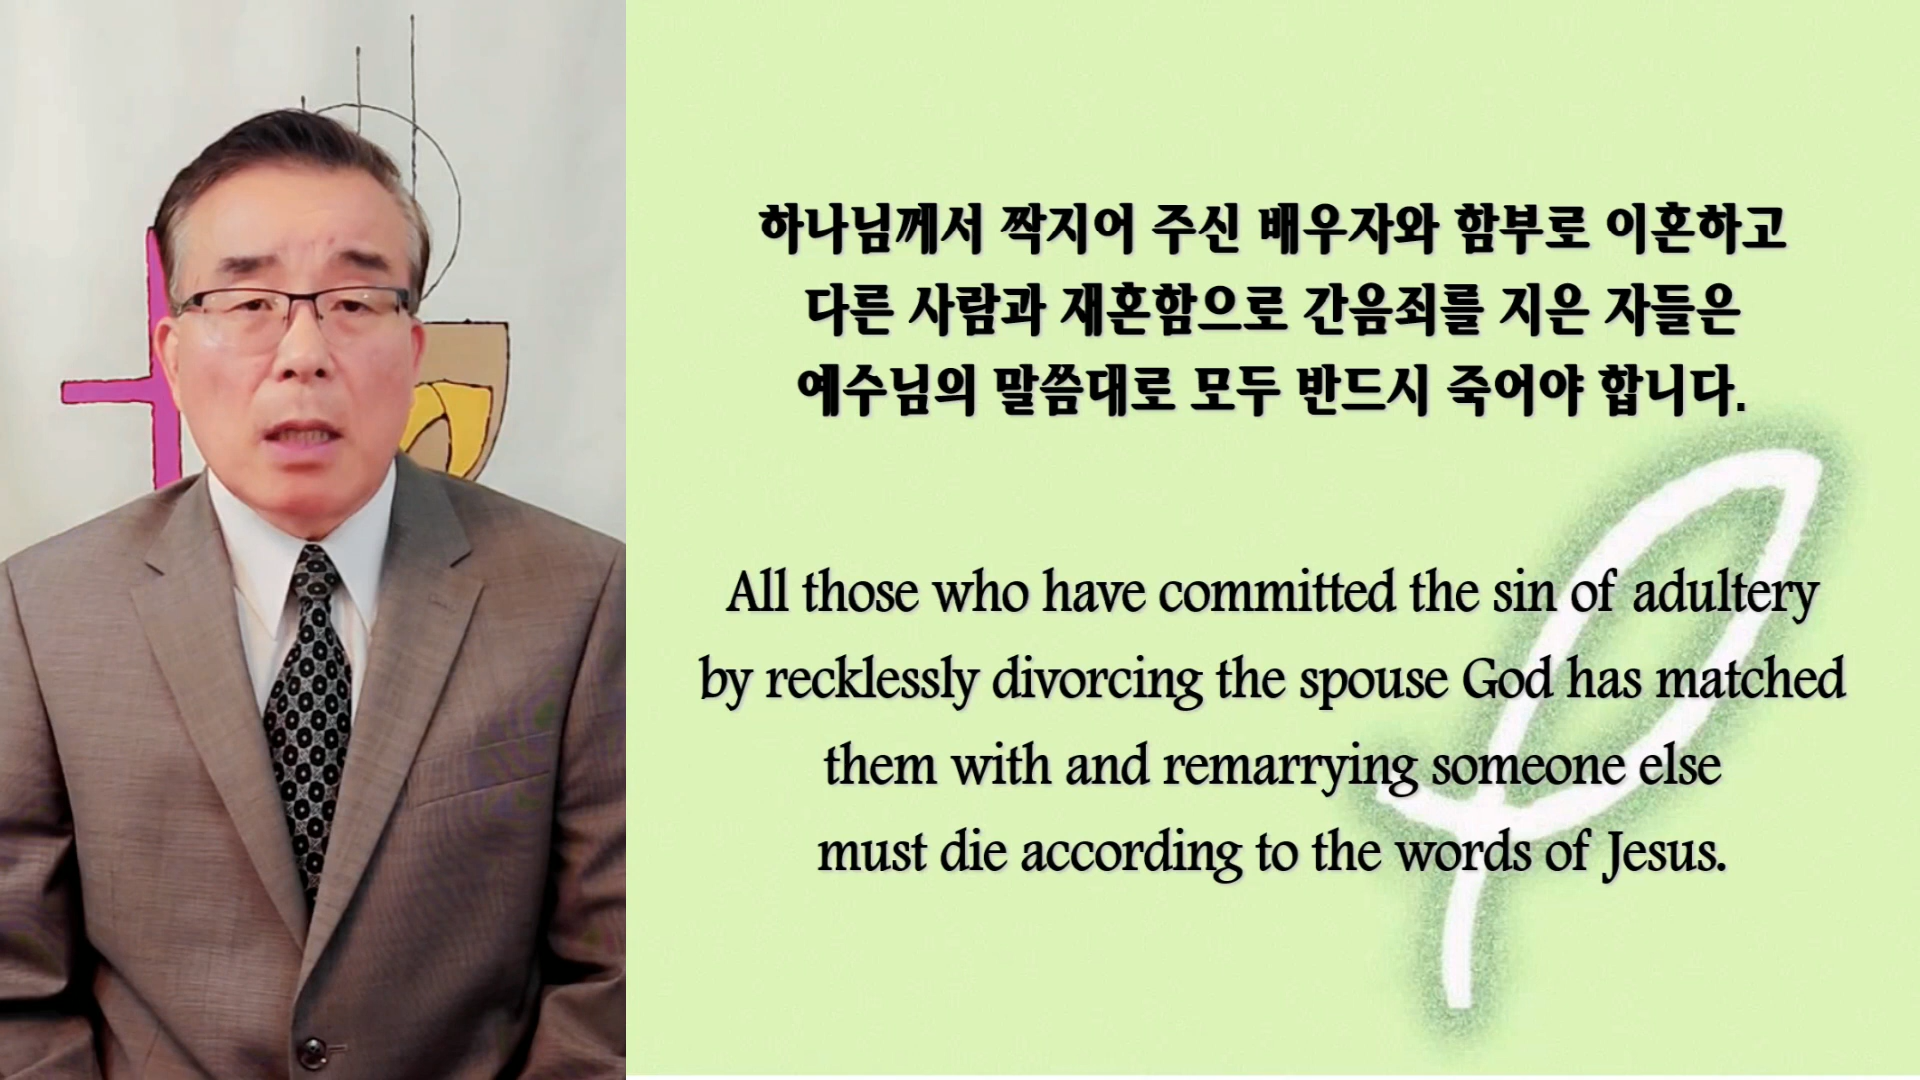 하나님께서 짝지어 주신 배우자와 함부로 이혼하고
다른 사람과 재혼함으로 간음죄를 지은 자들은
예수님의 말씀대로 모두 반드시 죽어야 합니다.
All those who have committed the sin of adultery
by recklessly divorcing the spouse God has matched
them with and remarrying someone else
must die according to the words of Jesus.